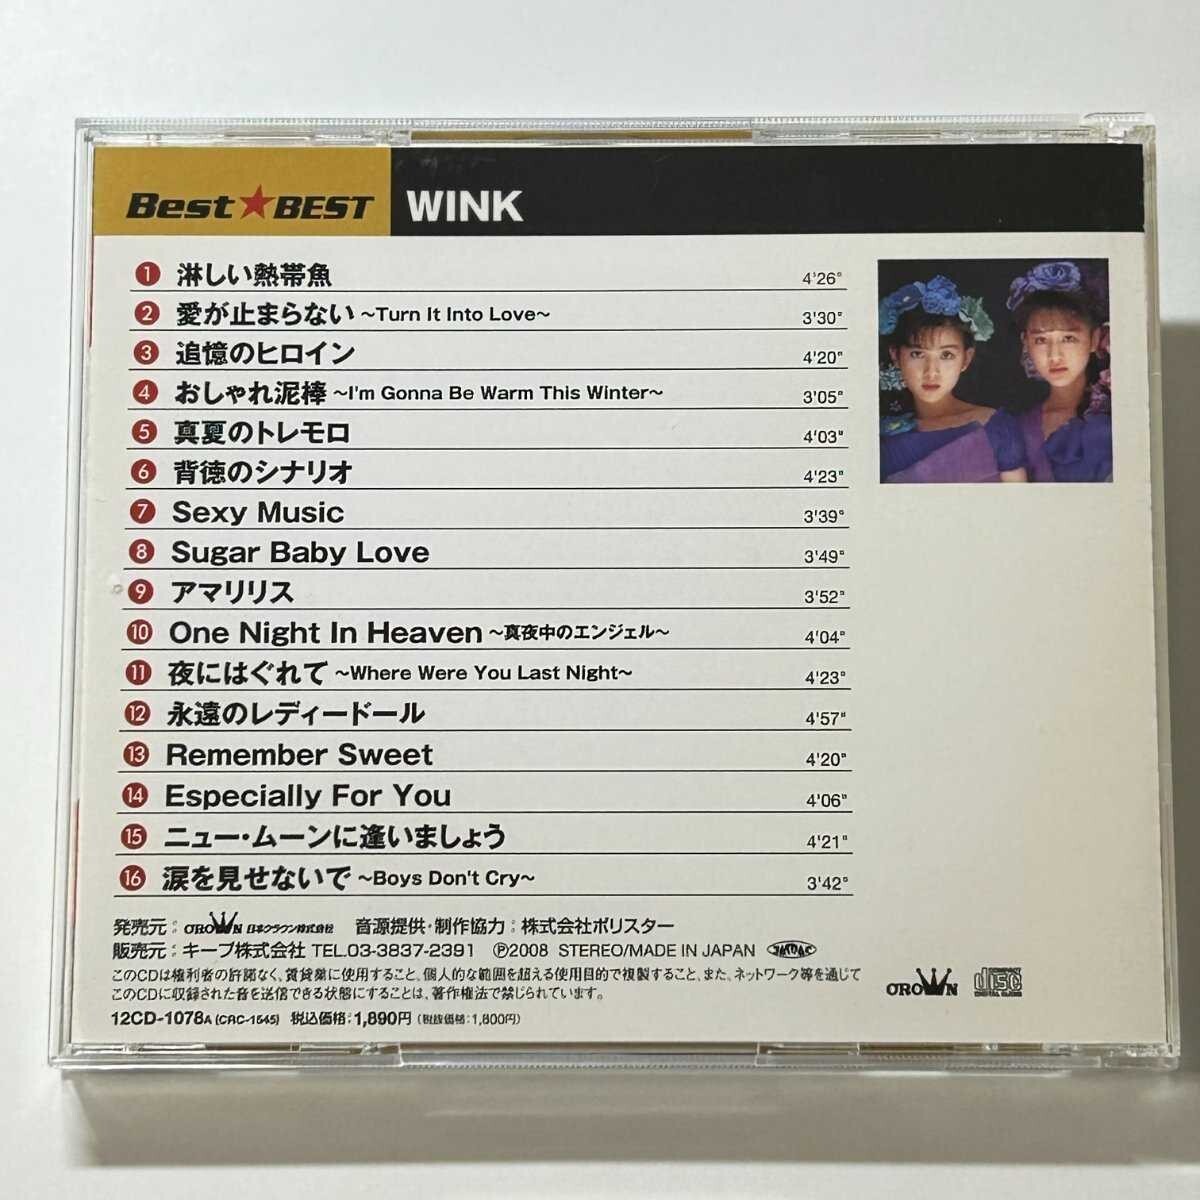 Best★BEST WINK
1 淋しい熱帯魚 4'26"
2 愛が止まらない ～Turn It Into Love～ 3'30"
3 追憶のヒロイン 4'20"
4 おしゃれ泥棒 ～I'm Gonna Be Warm This Winter～ 3'05"
5 真夏のトレモロ 4'03"
6 背徳のシナリオ 4'23"
7 Sexy Music 3'39"
8 Sugar Baby Love 3'49"
9 アマリリス 3'52"
10 One Night In Heaven ～真夜中のエンジェル～ 4'04"
11 夜にはぐれて ～Where Were You Last Night～ 4'23"
12 永遠のレディードール 4'57"
13 Remember Sweet 4'20"
14 Especially For You 4'06"
15 ニュー・ムーンに逢いましょう 4'21"
16 涙を見せないで ～Boys Don't Cry～ 3'42"
発売元：CROWN 日本クラウン株式会社 音源提供・制作協力：株式会社ポリスター
販売元：キープ株式会社 TEL.03-3837-2391 Ⓟ2008 STEREO/MADE IN JAPAN
このCDは権利者の許諾なく、賃貸業に使用すること、個人的な範囲を超える使用目的で複製すること、また、ネットワーク等を通じて
このCDに収録された音を送信できる状態にすることは、著作権法で禁じられています。
CROWN COMPACT disc DIGITAL AUDIO
12CD-1078A (CRC-1545) 税込価格：1,890円 (税抜価格：1,800円)